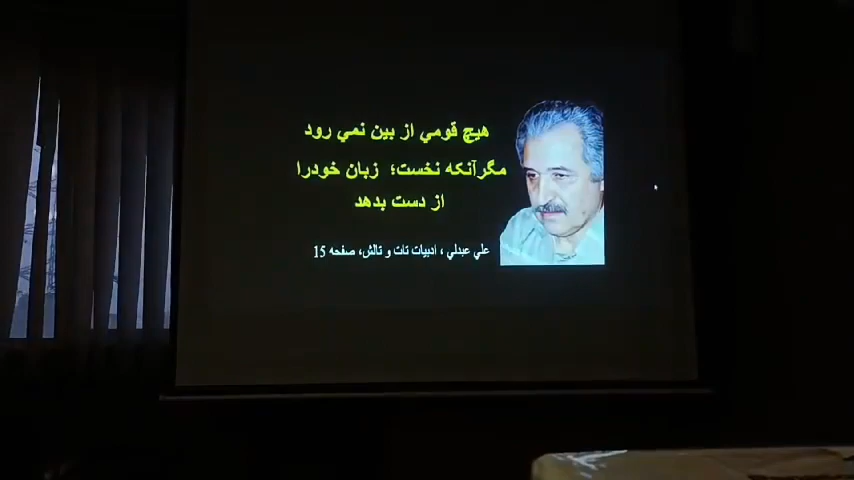 هيچ قومي از بين نمي رود
مگرآنكه نخست؛ زبان خودرا
از دست بدهد
علي عبدلي ، ادبيات تات و تالش، صفحه 15